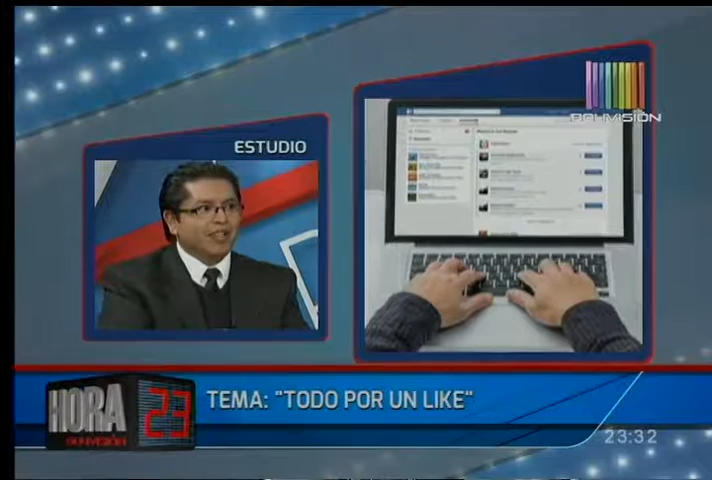 BOLIVISIÓN
ESTUDIO
HORA 23
BOLIVISIÓN
TEMA: "TODO POR UN LIKE"
23:32